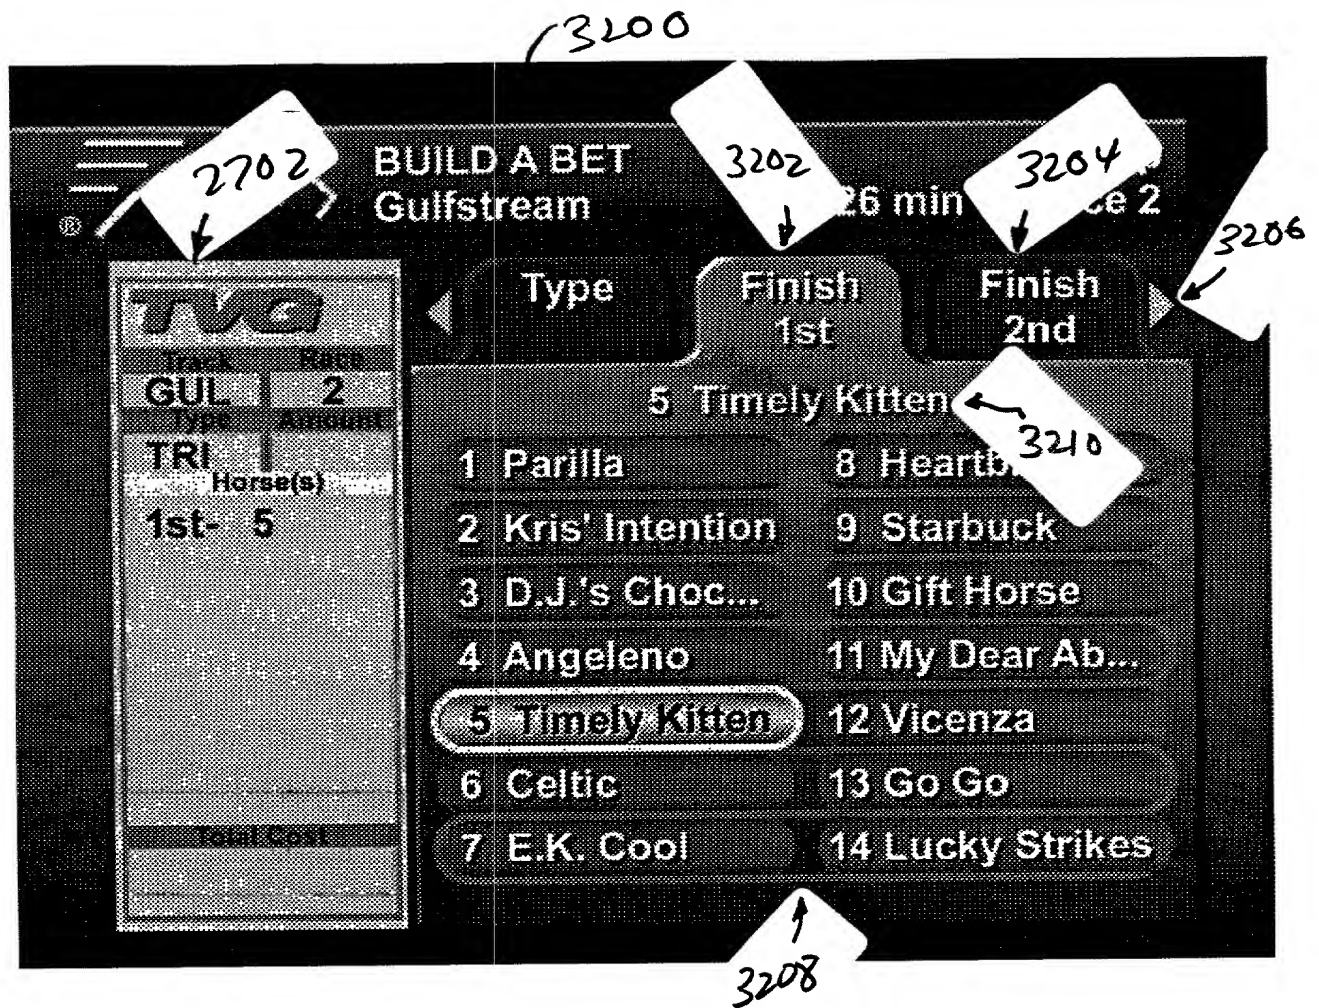 3200
2702
3202
3204
3206
BUILD A BET
Gulfstream
26 min
2
®
TVG
Track Race
GUL 2
Type Amount
TRI
Horse(s)
1st- 5
Total Cost
Type
Finish
1st
Finish
2nd
5 Timely Kitten
3210
1 Parilla
2 Kris' Intention
3 D.J.'s Choc...
4 Angeleno
5 Timely Kitten
6 Celtic
7 E.K. Cool
8
9 Starbuck
10 Gift Horse
11 My Dear Ab...
12 Vicenza
13 Go Go
14 Lucky Strikes
3208